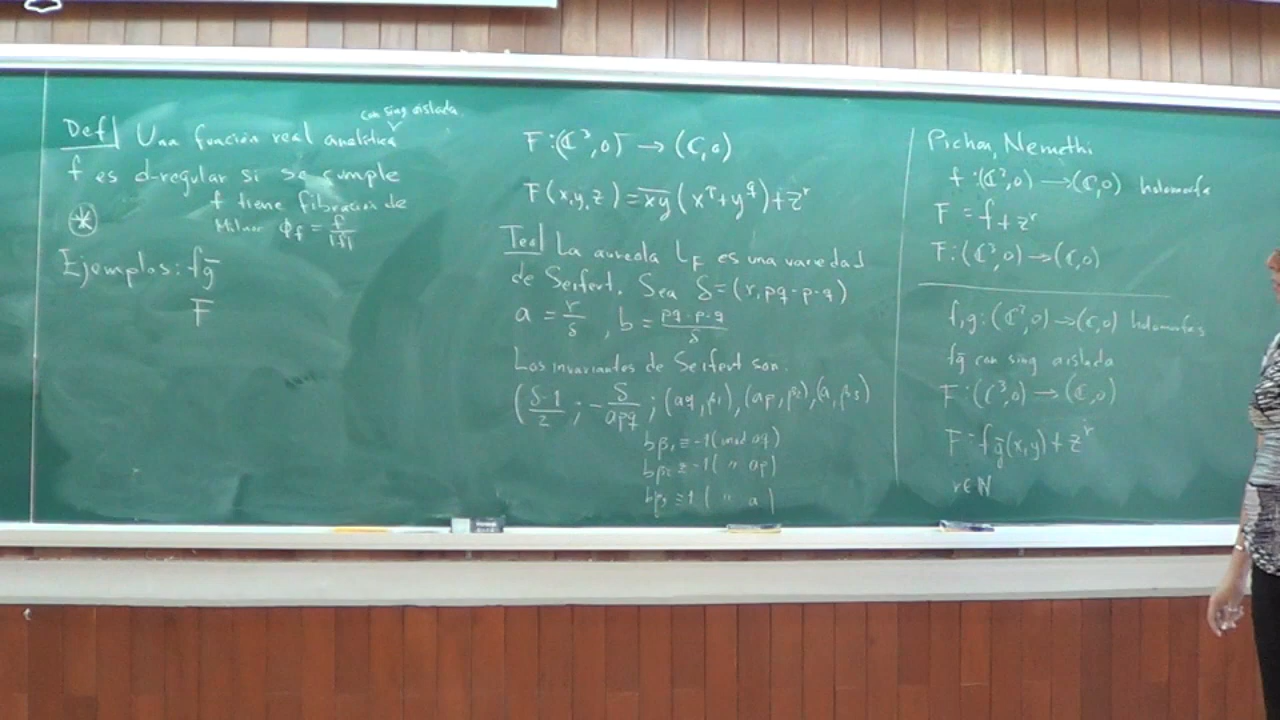 con sing aislada.
Def| Una función real analítica
f es d-regular si se cumple
f tiene fibración de
Milnor ϕ_f = f/|f|
(*)
Ejemplos: fḡ
F
F:(ℂ³,0) → (ℂ,0)
F(x,y,z) = \overline{xy}(x^p+y^q)+z^r
Teo| La aureola L_F es una variedad
de Seifert. Sea δ=(r,pq-p-q)
a = r/δ , b = (pq-p-q)/δ
Los invariantes de Seifert son.
((δ-1)/2 ; -δ/(apq) ; (aq,β₁),(ap,β₂),(a,β₃)
bβ₁ ≡ -1 (mod aq)
bβ₂ ≡ -1 ( " ap)
bβ₃ ≡ 1 ( " a)
Pichon, Nemethi
f:(ℂ²,0) → (ℂ,0) holomorfa
F = f+z^r
F:(ℂ³,0) → (ℂ,0)
f,g:(ℂ²,0) → (ℂ,0) holomorfas
fḡ con sing aislada
F:(ℂ³,0) → (ℂ,0)
F = fḡ(x,y)+z^r
r∈ℕ